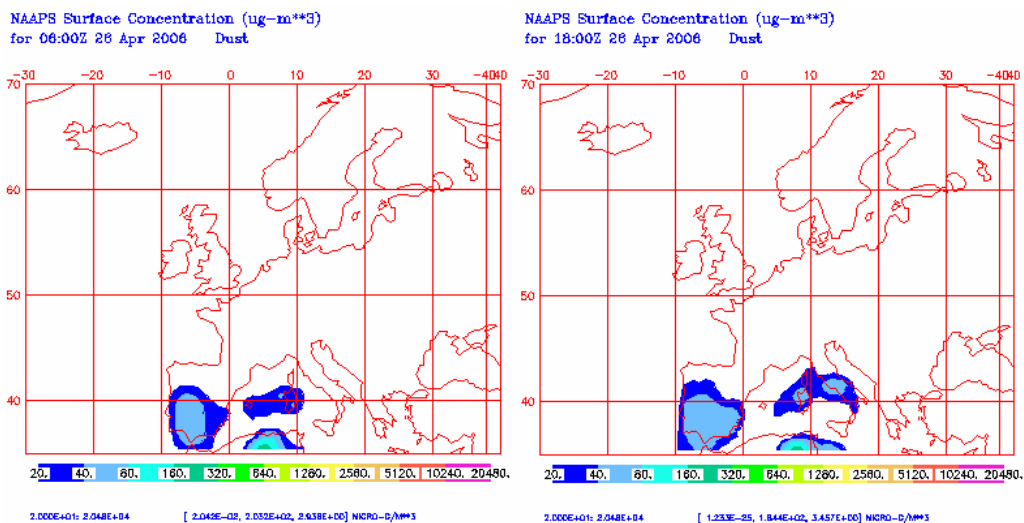 NAAPS Surface Concentration (ug-m**3)
for 06:00Z 26 Apr 2006 Dust
-30 -20 -10 0 10 20 30 -4040
70
60
50
40
20. 40. 80. 160. 320. 640. 1280. 2560. 5120. 10240. 20480.
2.000E+01: 2.048E+04 [ 2.042E-02, 2.032E+02, 2.938E+00] MICRO-G/M**3
NAAPS Surface Concentration (ug-m**3)
for 18:00Z 26 Apr 2006 Dust
-30 -20 -10 0 10 20 30 -4040
70
60
50
40
20. 40. 80. 160. 320. 640. 1280. 2560. 5120. 10240. 20480.
2.000E+01: 2.048E+04 [ 1.233E-25, 1.844E+02, 3.457E+00] MICRO-G/M**3